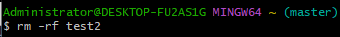 Administrator@DESKTOP-FU2AS1G MINGW64 ~ (master)
$ rm -rf test2